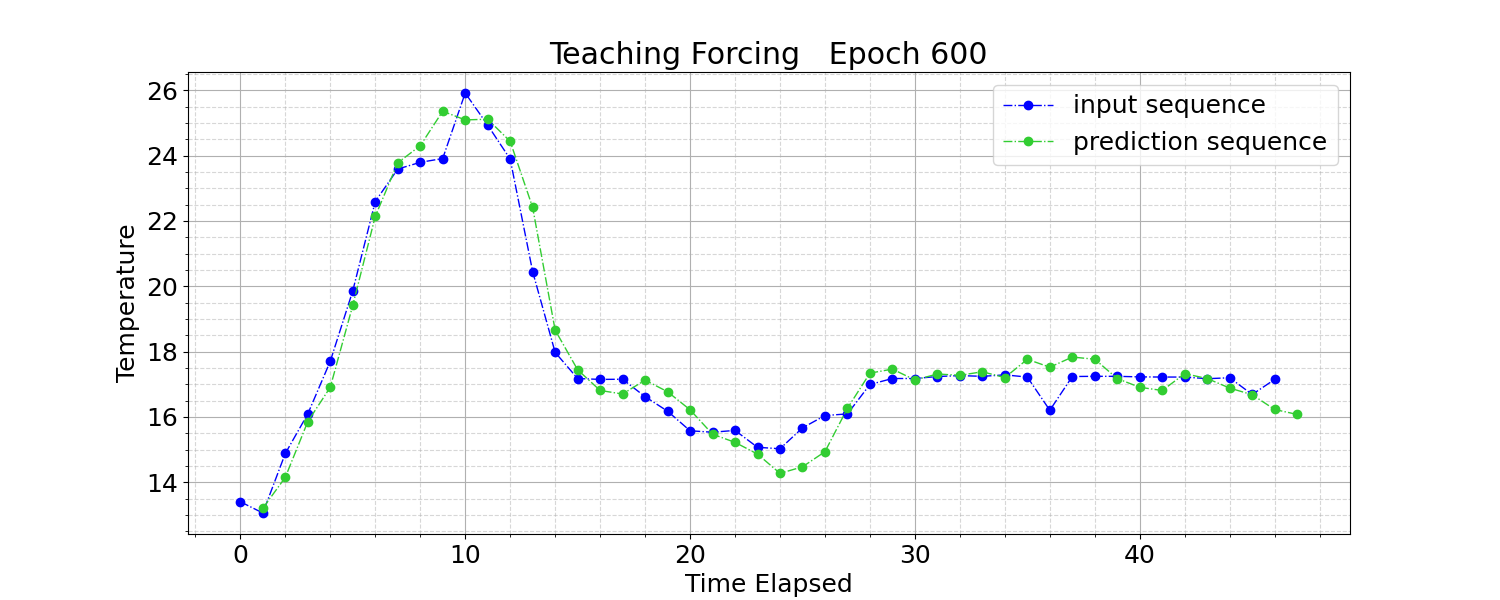 Teaching Forcing   Epoch 600
input sequence
prediction sequence
Temperature
26
24
22
20
18
16
14
0 10 20 30 40
Time Elapsed